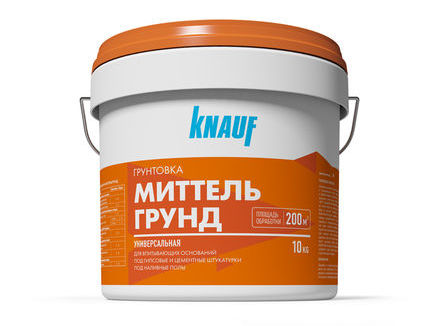 KNAUF
ГРУНТОВКА
МИТТЕЛЬ
ГРУНД
ПЛОЩАДЬ
ОБРАБОТКИ 200 м²
УНИВЕРСАЛЬНАЯ
10 КG
ДЛЯ ВПИТЫВАЮЩИХ ОСНОВАНИЙ
ПОД ГИПСОВЫЕ И ЦЕМЕНТНЫЕ ШТУКАТУРКИ
ПОД НАЛИВНЫЕ ПОЛЫ